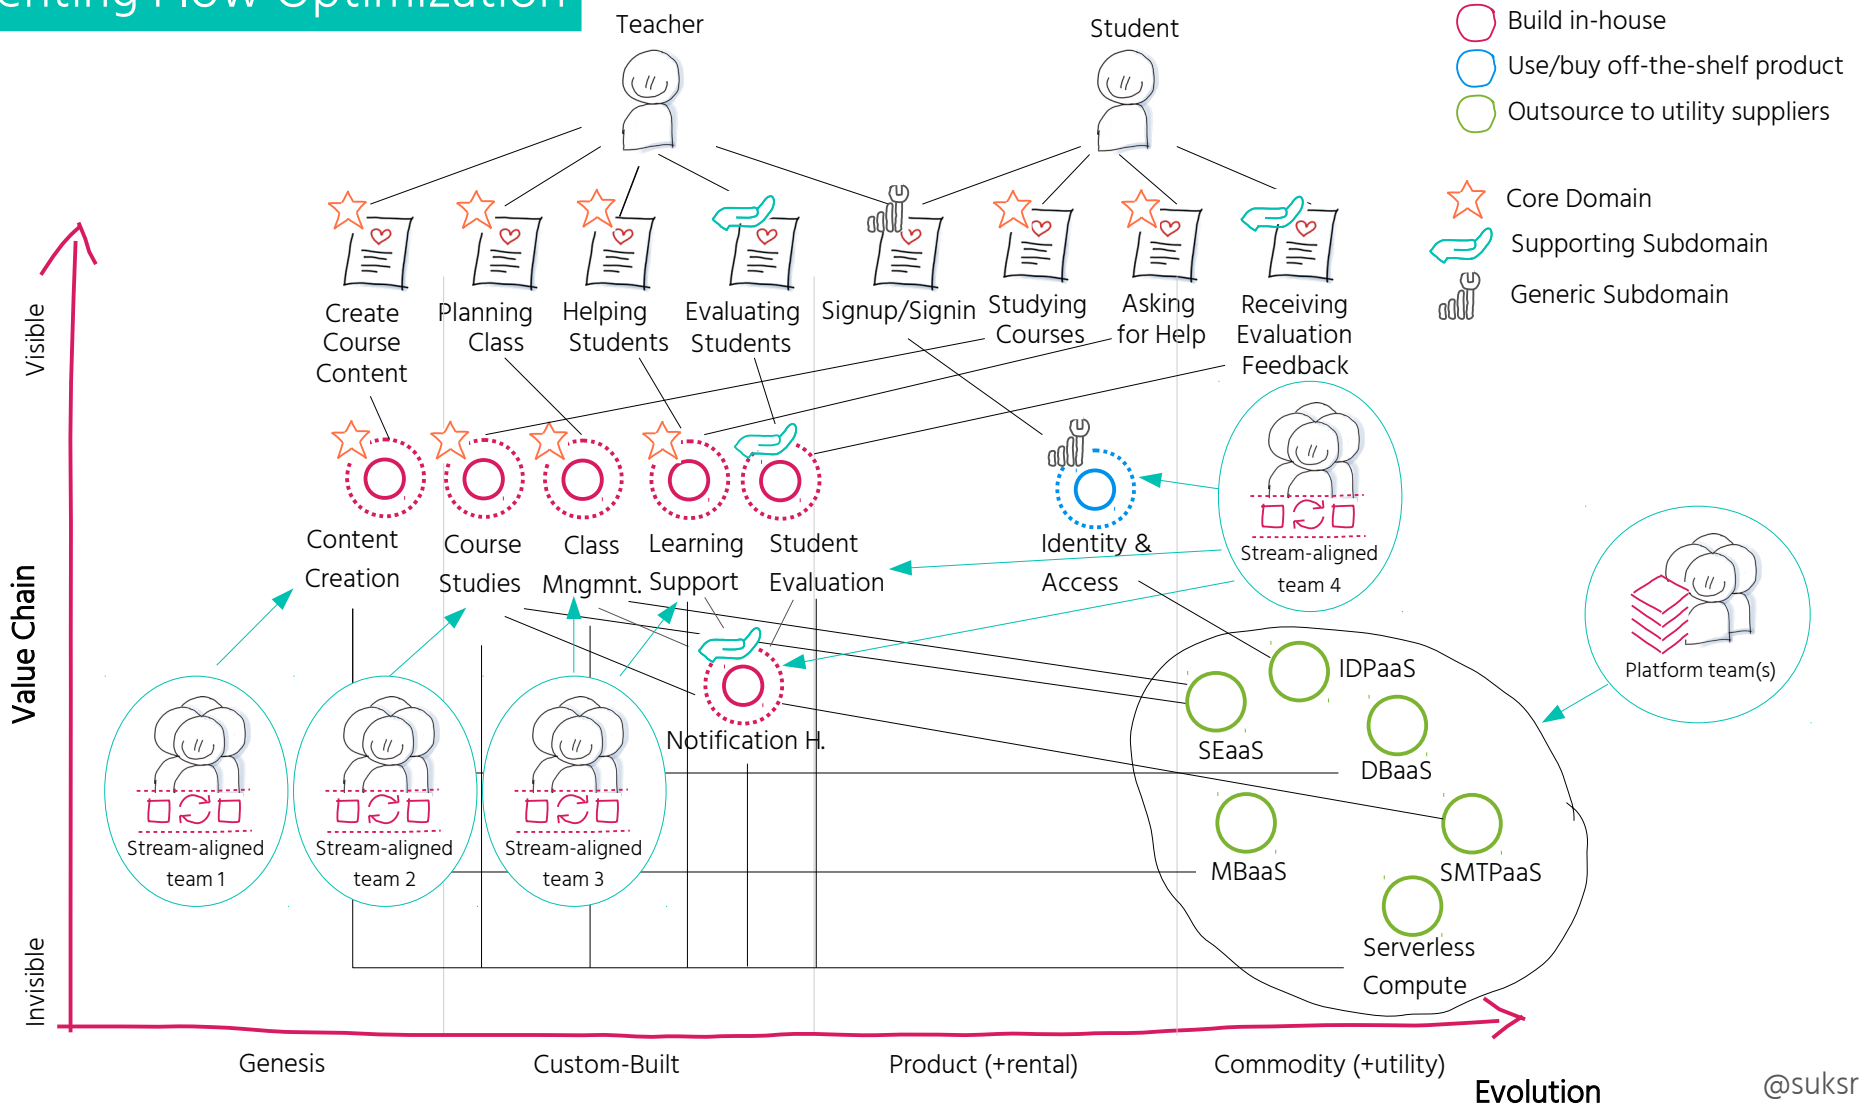 enting Flow Optimization
Teacher
Student
Build in-house
Use/buy off-the-shelf product
Outsource to utility suppliers
Core Domain
Supporting Subdomain
Generic Subdomain
Visible
Value Chain
Invisible
Create
Course
Content
Planning
Class
Helping
Students
Evaluating
Students
Signup/Signin
Studying
Courses
Asking
for Help
Receiving
Evaluation
Feedback
Content
Creation
Course
Studies
Class
Mngmnt.
Learning
Support
Student
Evaluation
Identity &
Access
Stream-aligned
team 4
Platform team(s)
Notification H.
IDPaaS
SEaaS
DBaaS
MBaaS
SMTPaaS
Serverless
Compute
Stream-aligned
team 1
Stream-aligned
team 2
Stream-aligned
team 3
Genesis
Custom-Built
Product (+rental)
Commodity (+utility)
Evolution
@suksr